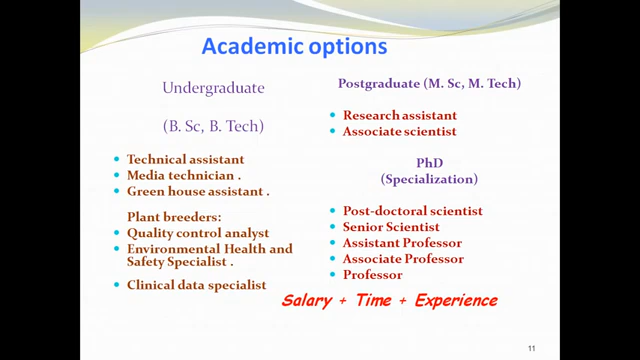 Academic options
Undergraduate
(B. Sc, B. Tech)
Technical assistant
Media technician .
Green house assistant .
Plant breeders:
Quality control analyst
Environmental Health and
Safety Specialist .
Clinical data specialist
Postgraduate (M. Sc, M. Tech)
Research assistant
Associate scientist
PhD
(Specialization)
Post-doctoral scientist
Senior Scientist
Assistant Professor
Associate Professor
Professor
Salary + Time + Experience
11